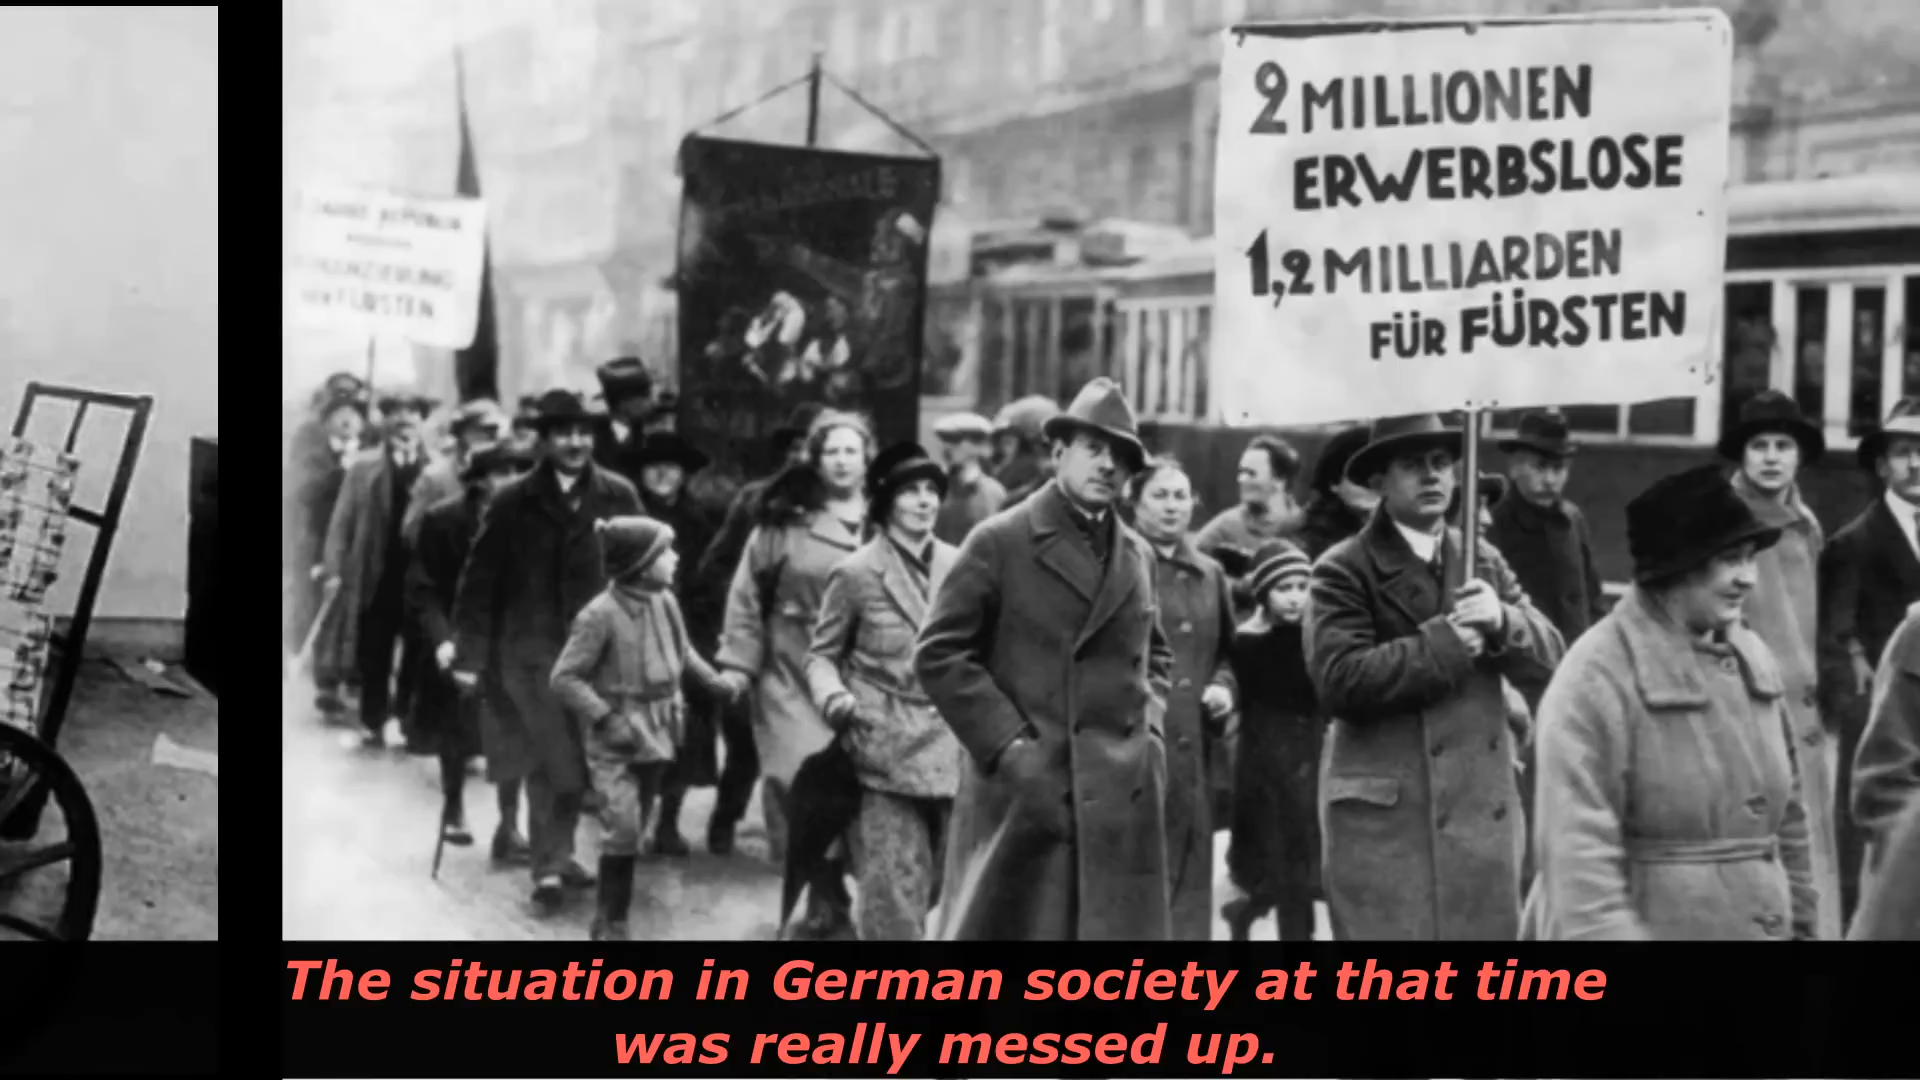 FÜRSTEN
2 MILLIONEN
ERWERBSLOSE
1,2 MILLIARDEN
FÜR FÜRSTEN
The situation in German society at that time
was really messed up.